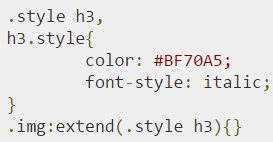 .style h3,
h3.style{
        color: #BF70A5;
        font-style: italic;
}
.img:extend(.style h3){}